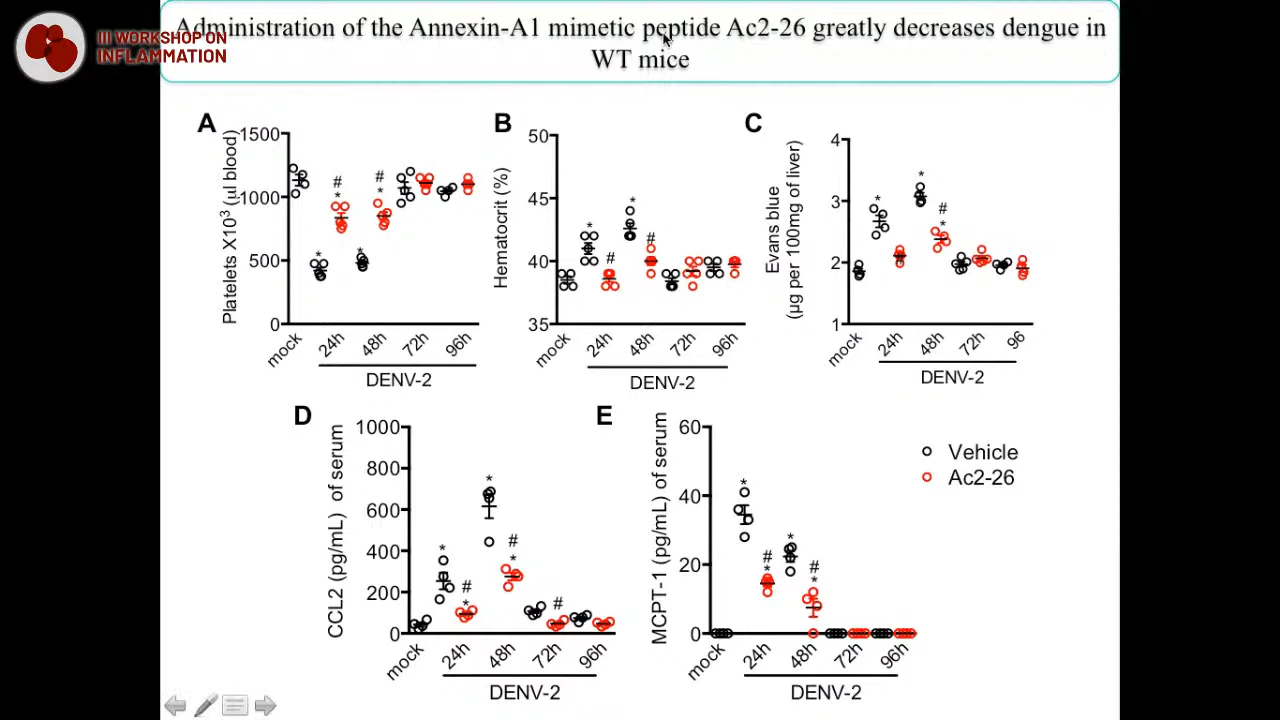 Administration of the Annexin-A1 mimetic peptide Ac2-26 greatly decreases dengue in
WT mice
III WORKSHOP ON
INFLAMMATION
A
1500
1000
500
0
Platelets X10³ (µl blood)
# # 
* *
* *
mock 24h 48h 72h 96h
DENV-2
B
50
45
40
35
Hematocrit (%)
* *
# #
mock 24h 48h 72h 96h
DENV-2
C
4
3
2
1
Evans blue
(µg per 100mg of liver)
* *
#
*
mock 24h 48h 72h 96
DENV-2
D
1000
800
600
400
200
0
CCL2 (pg/mL) of serum
* *
# # #
* *
mock 24h 48h 72h 96h
DENV-2
E
60
40
20
0
MCPT-1 (pg/mL) of serum
* *
# #
* *
mock 24h 48h 72h 96h
DENV-2
Vehicle
Ac2-26